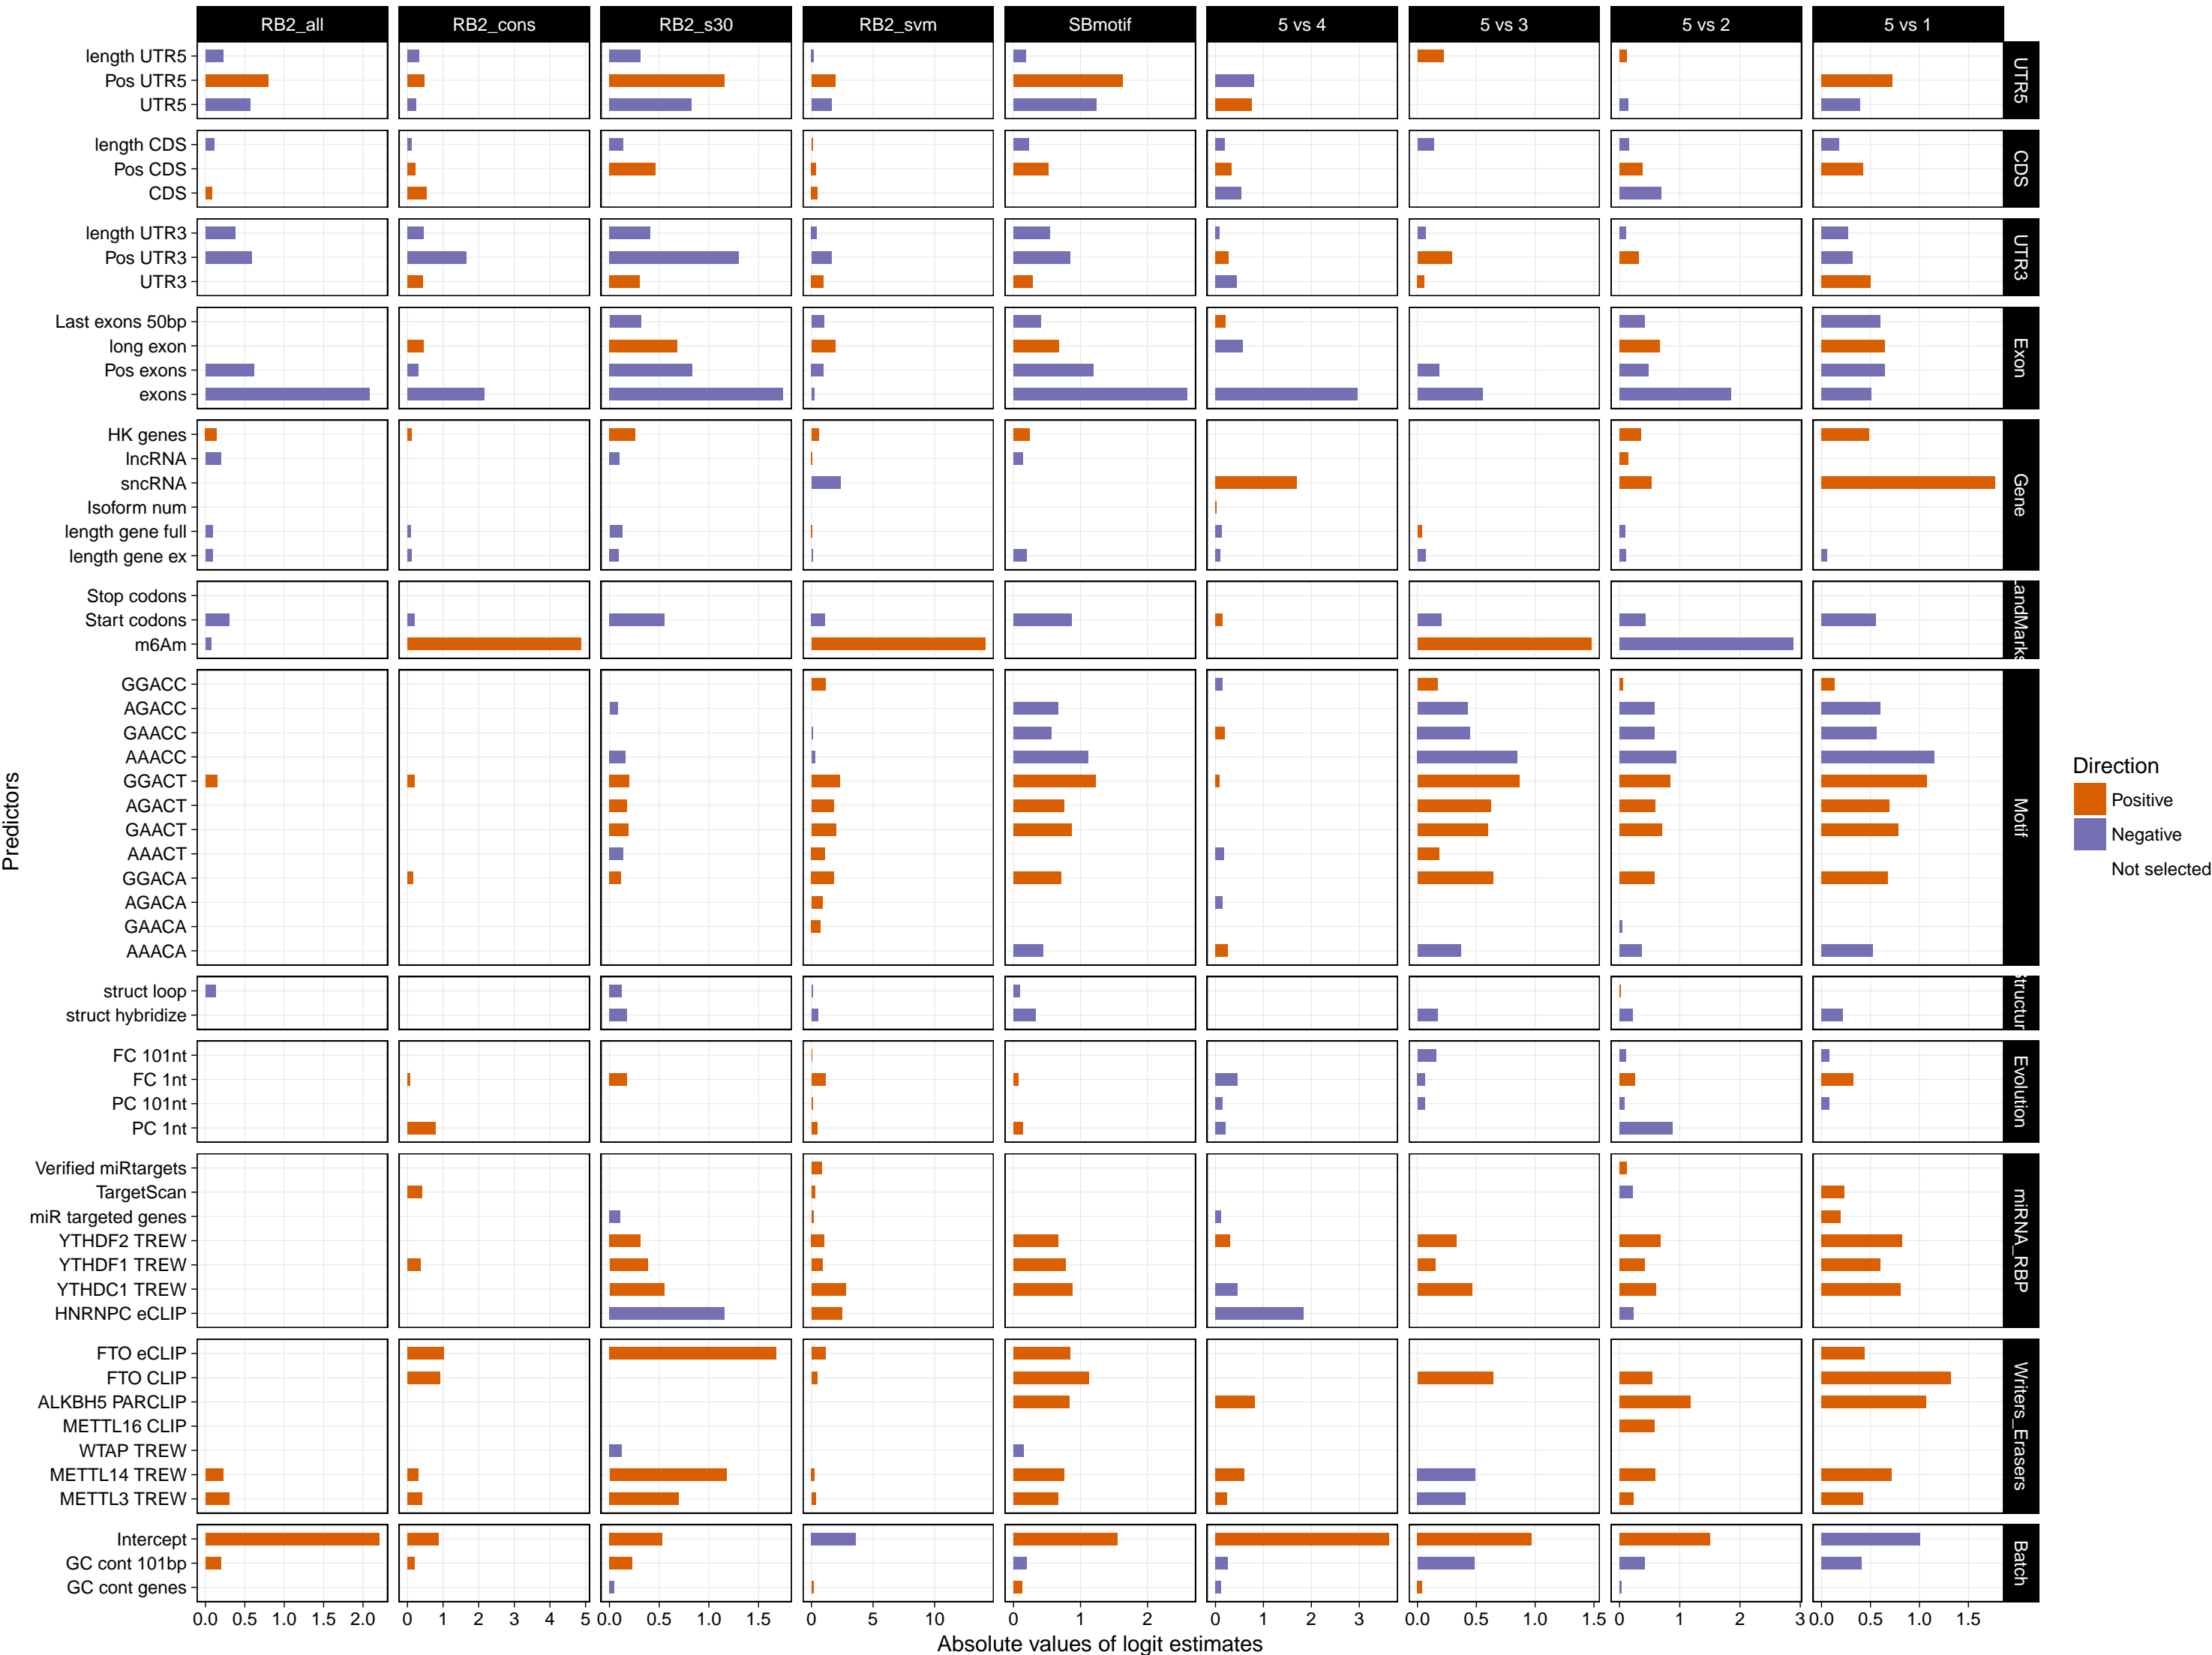 RB2_all RB2_cons RB2_s30 RB2_svm SBmotif 5 vs 4 5 vs 3 5 vs 2 5 vs 1
length UTR5
Pos UTR5
UTR5
UTR5
length CDS
Pos CDS
CDS
CDS
length UTR3
Pos UTR3
UTR3
UTR3
Last exons 50bp
long exon
Pos exons
exons
Exon
HK genes
lncRNA
sncRNA
Isoform num
length gene full
length gene ex
Gene
Stop codons
Start codons
m6Am
LandMarks
GGACC
AGACC
GAACC
AAACC
GGACT
AGACT
GAACT
AAACT
GGACA
AGACA
GAACA
AAACA
Motif
struct loop
struct hybridize
Structur
FC 101nt
FC 1nt
PC 101nt
PC 1nt
Evolution
Verified miRtargets
TargetScan
miR targeted genes
YTHDF2 TREW
YTHDF1 TREW
YTHDC1 TREW
HNRNPC eCLIP
miRNA_RBP
FTO eCLIP
FTO CLIP
ALKBH5 PARCLIP
METTL16 CLIP
WTAP TREW
METTL14 TREW
METTL3 TREW
Writers_Erasers
Intercept
GC cont 101bp
GC cont genes
Batch
0.0 0.5 1.0 1.5 2.0 0 1 2 3 4 5 0.0 0.5 1.0 1.5 0 5 10 0 1 2 0 1 2 3 0.0 0.5 1.0 1.5 0 1 2 3 0.0 0.5 1.0 1.5
Absolute values of logit estimates
Predictors
Direction
Positive
Negative
Not selected